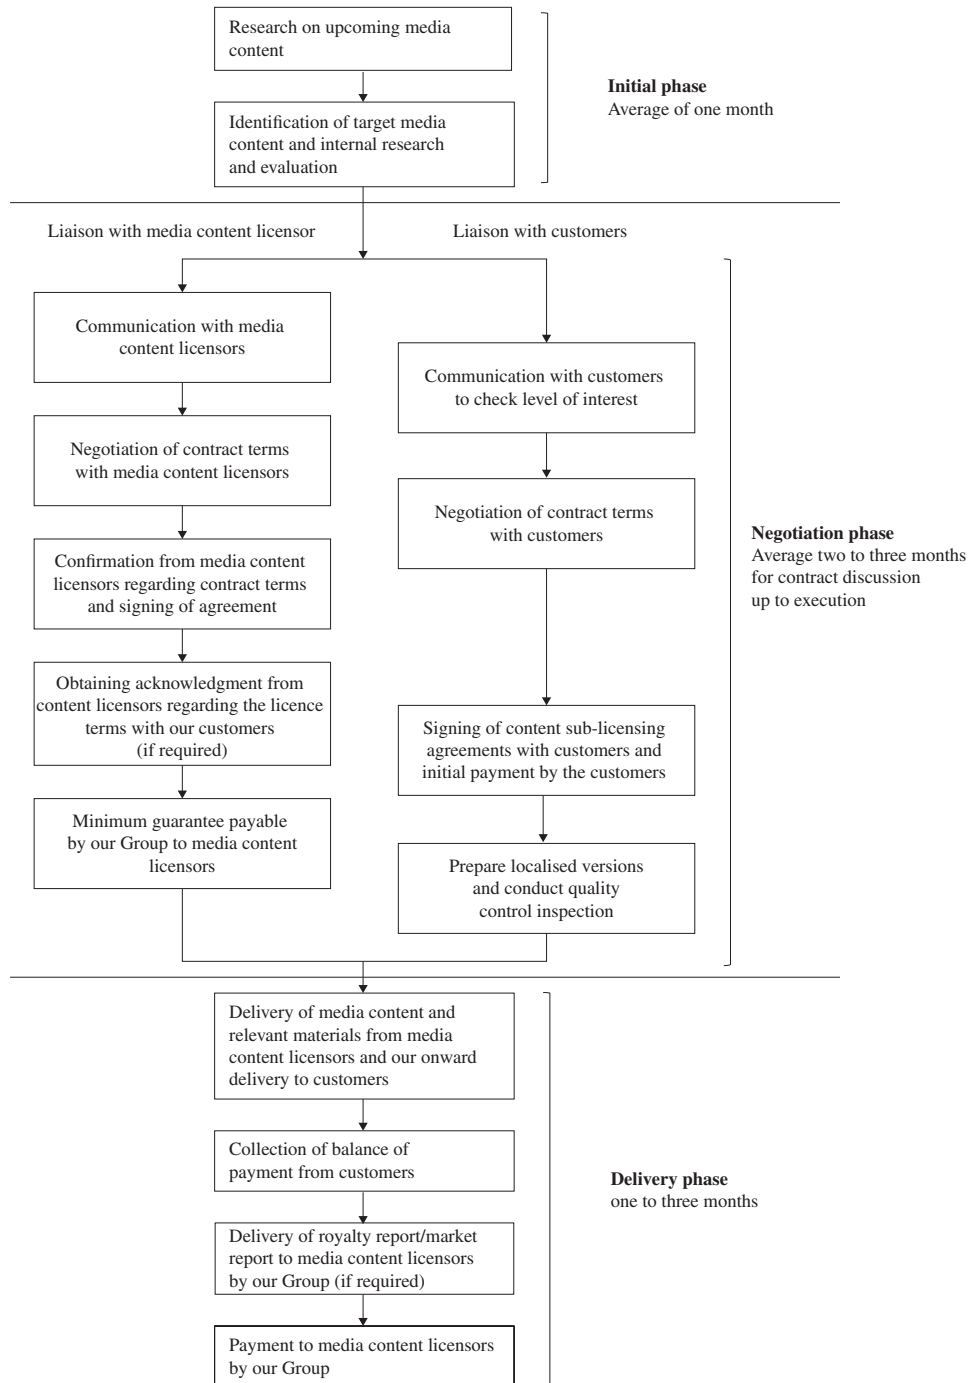 Research on upcoming media
content
Initial phase
Average of one month
Identification of target media
content and internal research
and evaluation
Liaison with media content licensor
Liaison with customers
Communication with media
content licensors
Negotiation of contract terms
with media content licensors
Confirmation from media content
licensors regarding contract terms
and signing of agreement
Obtaining acknowledgment from
content licensors regarding the licence
terms with our customers
(if required)
Minimum guarantee payable
by our Group to media content
licensors
Communication with customers
to check level of interest
Negotiation of contract terms
with customers
Signing of content sub-licensing
agreements with customers and
initial payment by the customers
Prepare localised versions
and conduct quality
control inspection
Negotiation phase
Average two to three months
for contract discussion
up to execution
Delivery of media content and
relevant materials from media
content licensors and our onward
delivery to customers
Collection of balance of
payment from customers
Delivery of royalty report/market
report to media content licensors
by our Group (if required)
Payment to media content licensors
by our Group
Delivery phase
one to three months